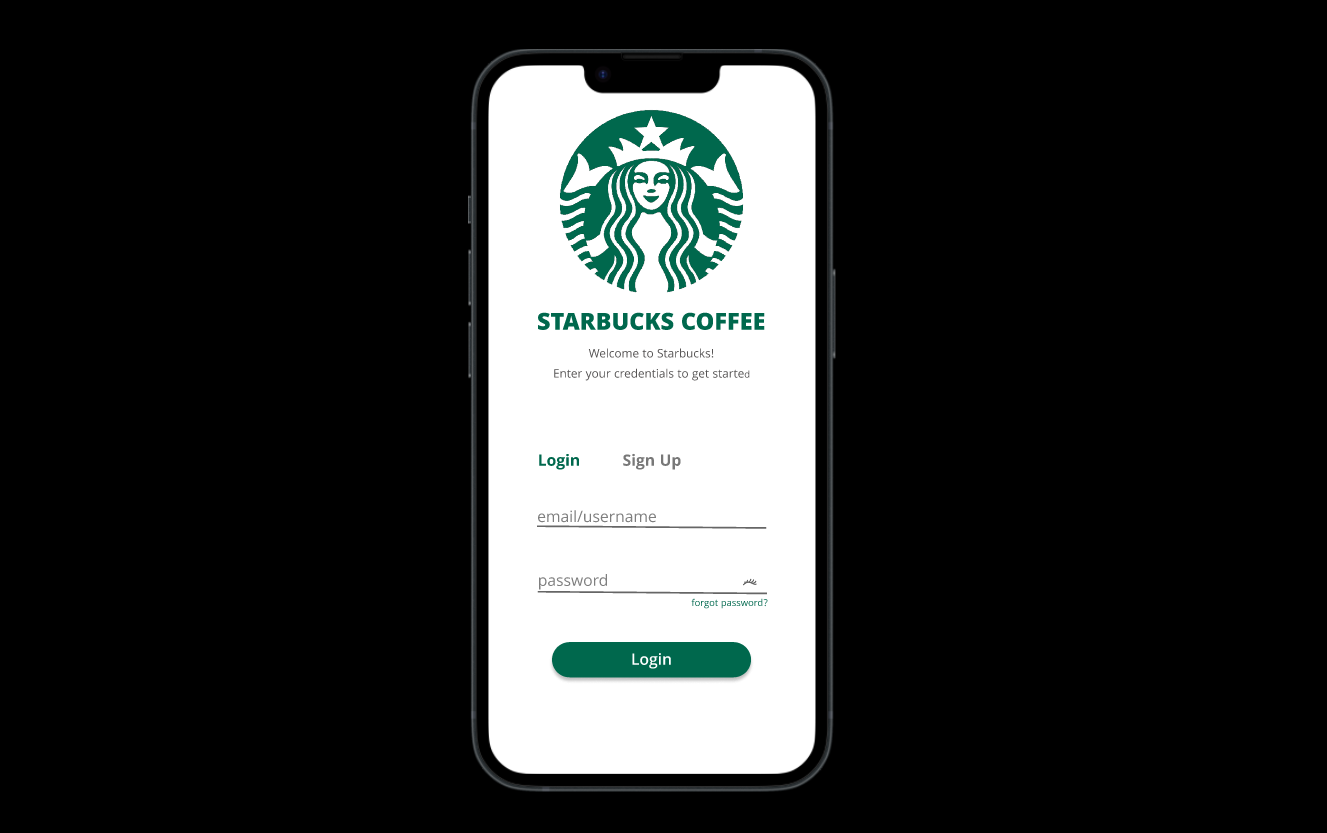 STARBUCKS COFFEE
Welcome to Starbucks!
Enter your credentials to get started
Login Sign Up
email/username
password
forgot password?
Login